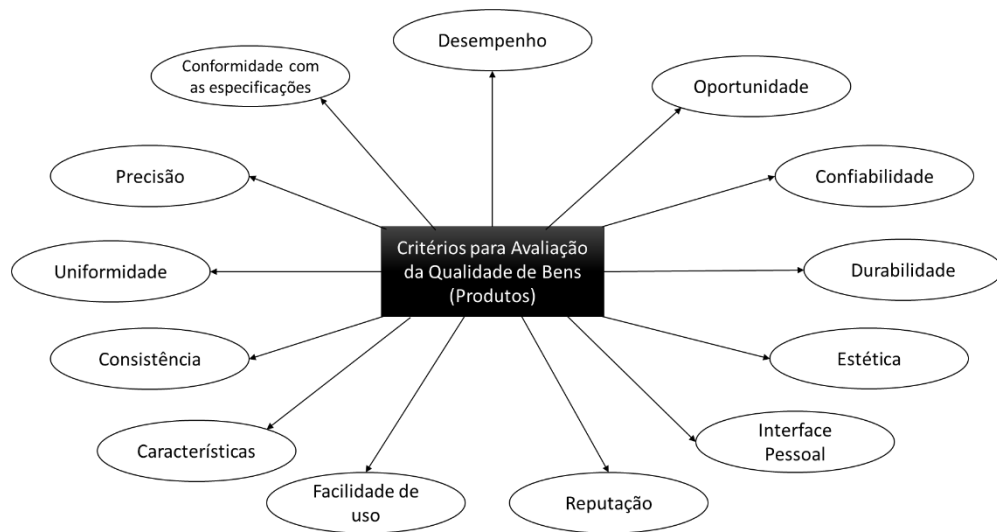 Desempenho
Conformidade com
as especificações
Oportunidade
Precisão
Confiabilidade
Critérios para Avaliação
da Qualidade de Bens
(Produtos)
Uniformidade
Durabilidade
Consistência
Estética
Características
Interface
Pessoal
Facilidade de
uso
Reputação